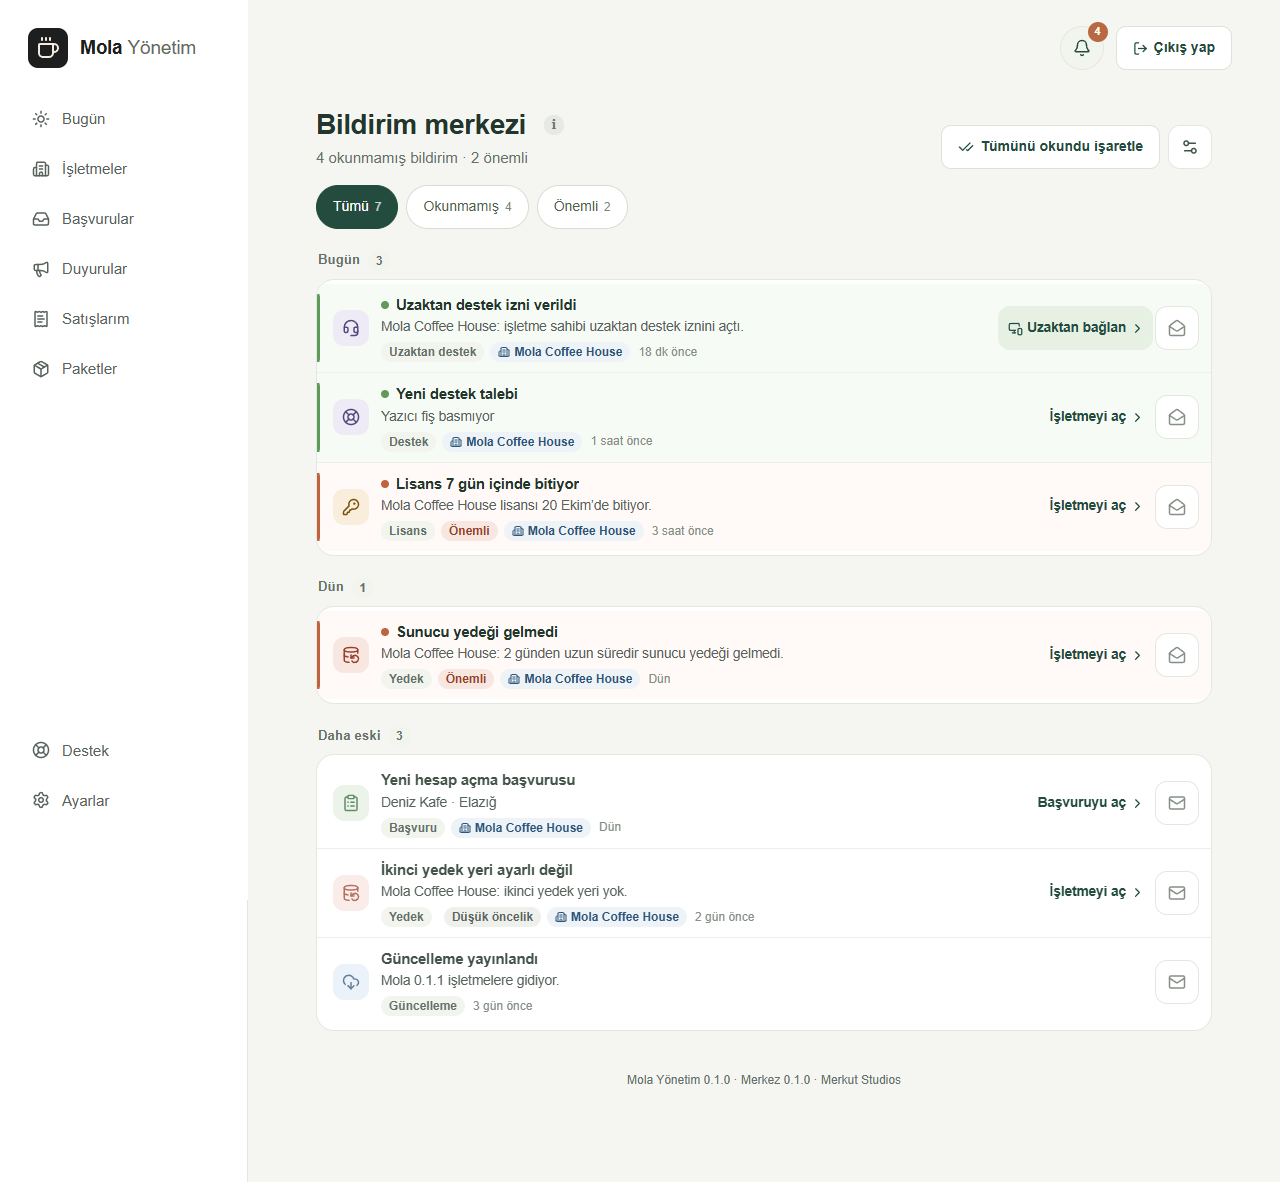 Mola Yönetim
4
Çıkış yap
Bugün
İşletmeler
Başvurular
Duyurular
Satışlarım
Paketler
Destek
Ayarlar
Bildirim merkezi i
4 okunmamış bildirim · 2 önemli
Tümünü okundu işaretle
Tümü 7
Okunmamış 4
Önemli 2
Bugün 3
Uzaktan destek izni verildi
Mola Coffee House: işletme sahibi uzaktan destek iznini açtı.
Uzaktan destek Mola Coffee House 18 dk önce
Uzaktan bağlan
Yeni destek talebi
Yazıcı fiş basmıyor
Destek Mola Coffee House 1 saat önce
İşletmeyi aç
Lisans 7 gün içinde bitiyor
Mola Coffee House lisansı 20 Ekim'de bitiyor.
Lisans Önemli Mola Coffee House 3 saat önce
İşletmeyi aç
Dün 1
Sunucu yedeği gelmedi
Mola Coffee House: 2 günden uzun süredir sunucu yedeği gelmedi.
Yedek Önemli Mola Coffee House Dün
İşletmeyi aç
Daha eski 3
Yeni hesap açma başvurusu
Deniz Kafe · Elazığ
Başvuru Mola Coffee House Dün
Başvuruyu aç
İkinci yedek yeri ayarlı değil
Mola Coffee House: ikinci yedek yeri yok.
Yedek Düşük öncelik Mola Coffee House 2 gün önce
İşletmeyi aç
Güncelleme yayınlandı
Mola 0.1.1 işletmelere gidiyor.
Güncelleme 3 gün önce
Mola Yönetim 0.1.0 · Merkez 0.1.0 · Merkut Studios